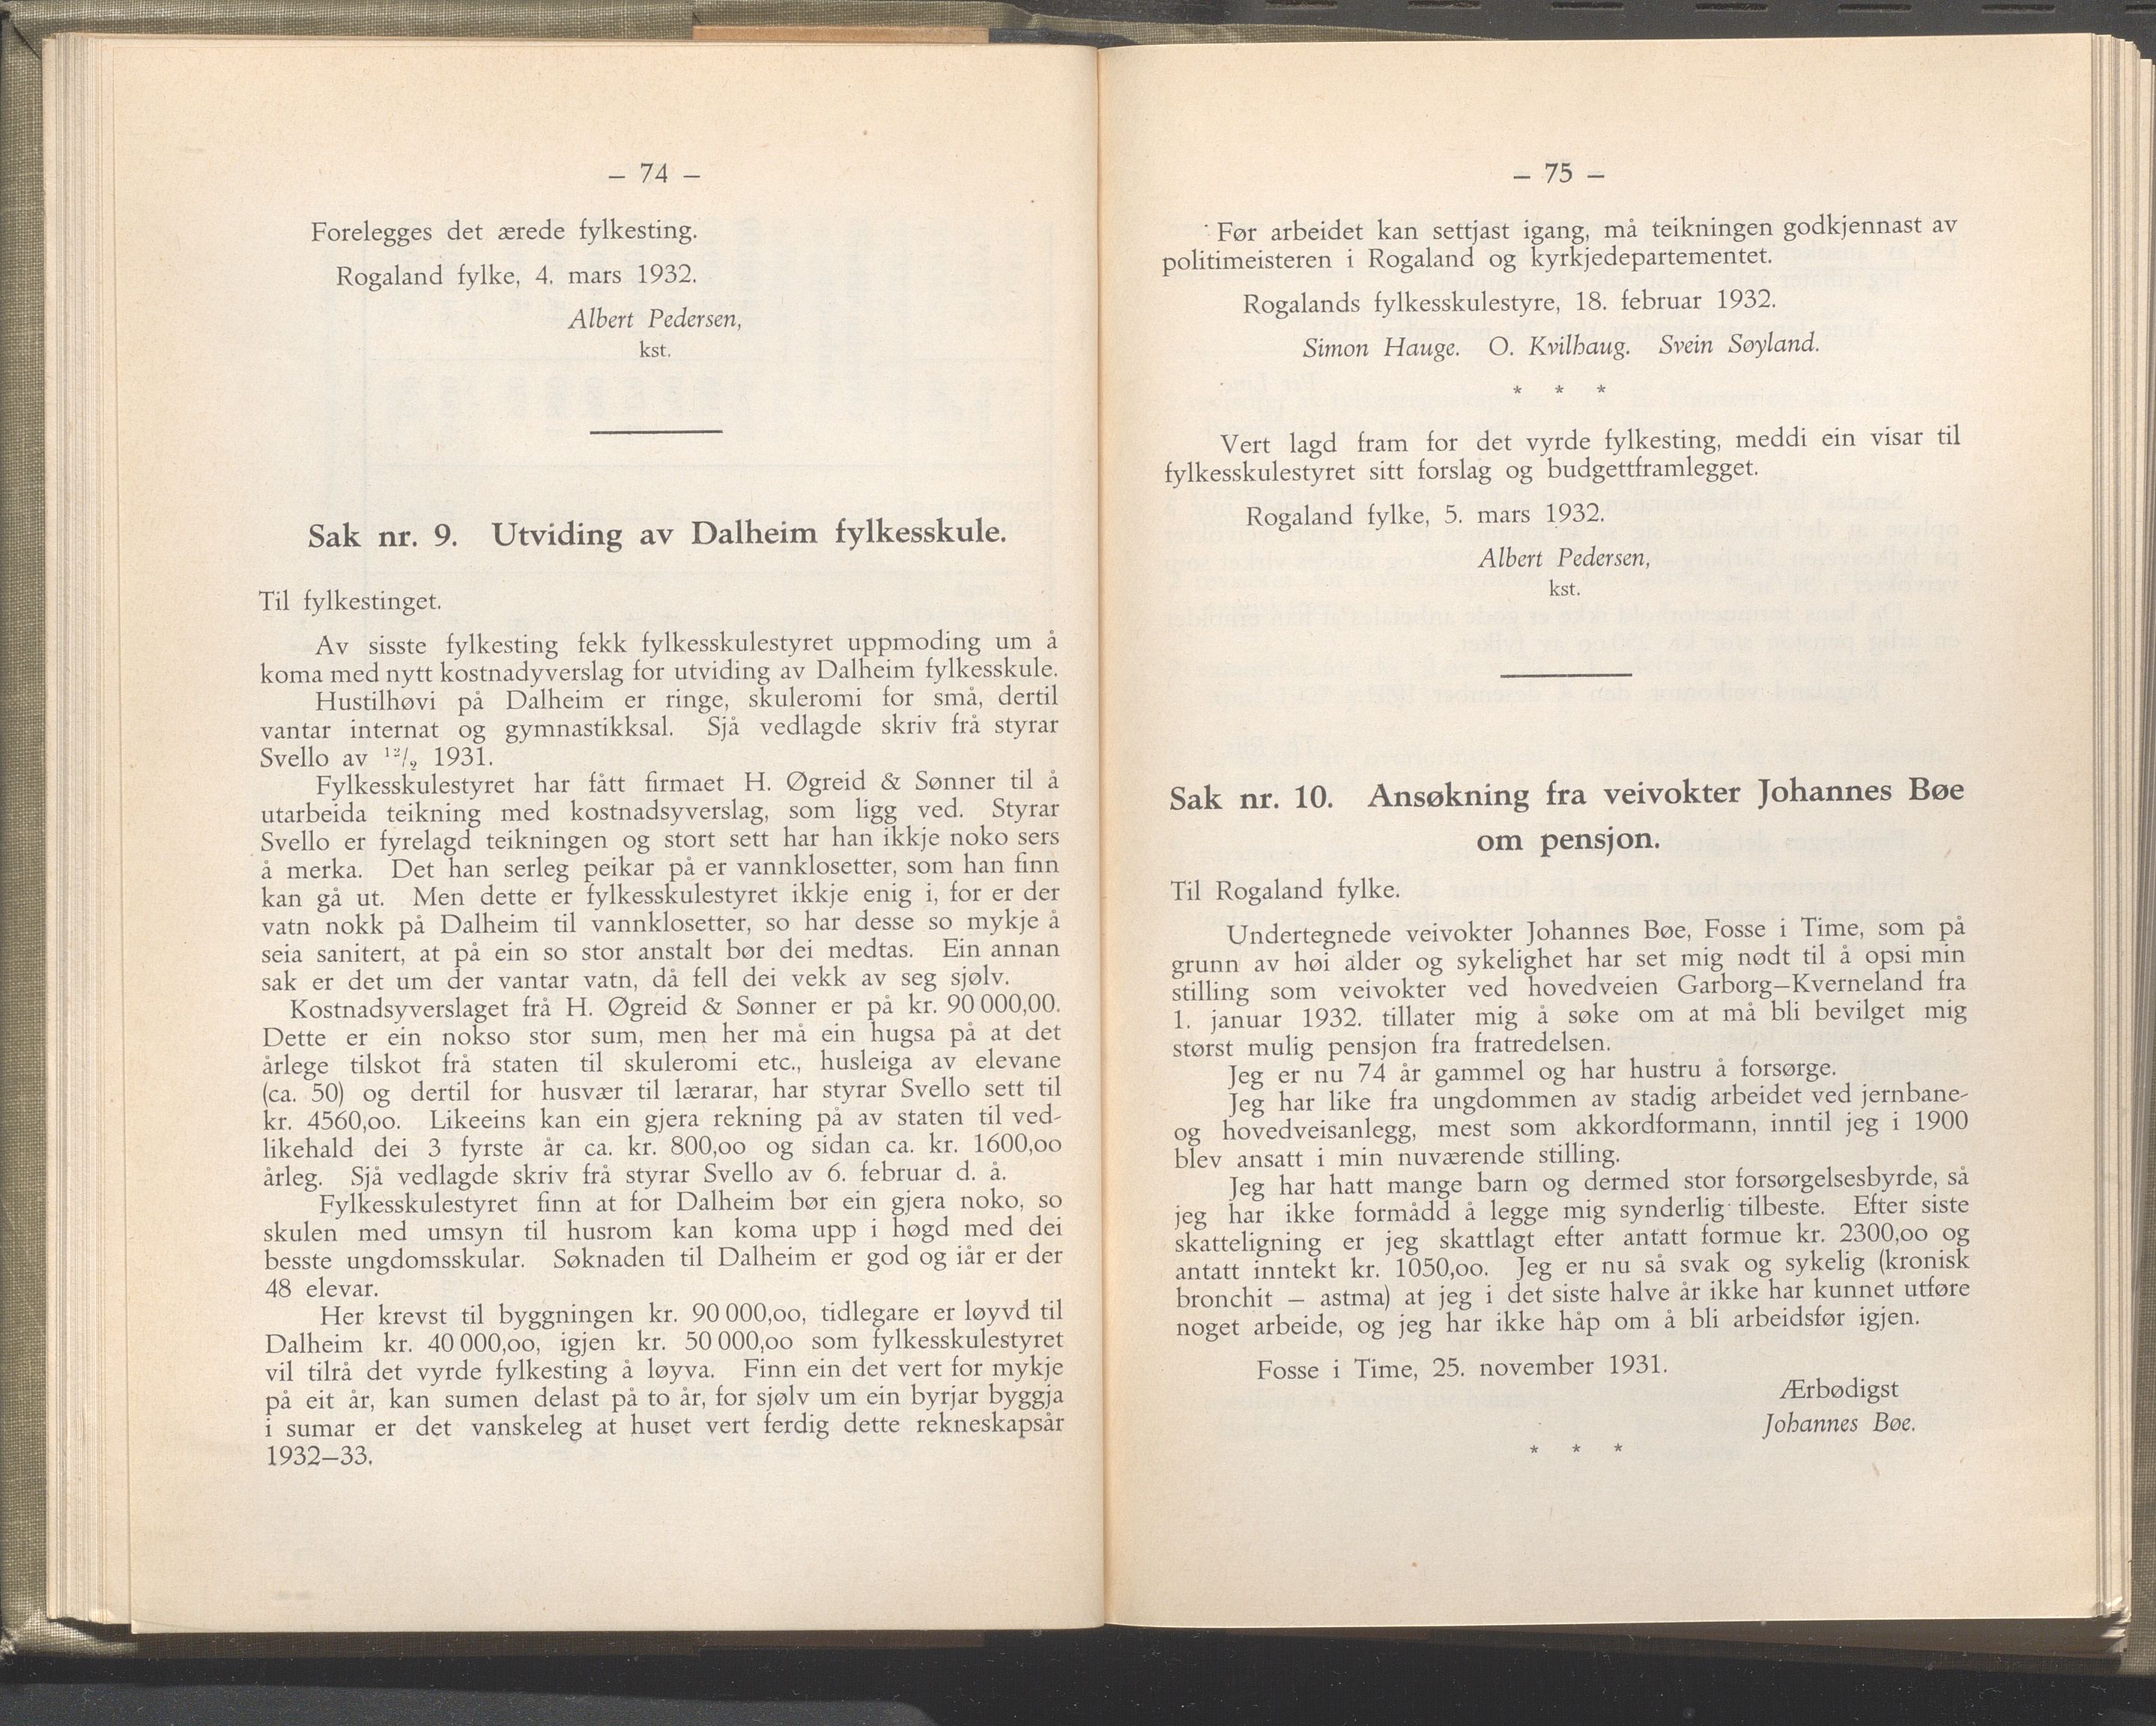 – 74 –
Forelegges det ærede fylkesting.
Rogaland fylke, 4. mars 1932.
Albert Pedersen,
kst.
Sak nr. 9. Utviding av Dalheim fylkesskule.
Til fylkestinget.
Av sisste fylkesting fekk fylkesskulestyret uppmoding um å
koma med nytt kostnadyverslag for utviding av Dalheim fylkesskule.
Hustilhøvi på Dalheim er ringe, skuleromi for små, dertil
vantar internat og gymnastikksal. Sjå vedlagde skriv frå styrar
Svello av 12/2 1931.
Fylkesskulestyret har fått firmaet H. Øgreid & Sønner til å
utarbeida teikning med kostnadsyverslag, som ligg ved. Styrar
Svello er fyrelagd teikningen og stort sett har han ikkje noko sers
å merka. Det han serleg peikar på er vannklosetter, som han finn
kan gå ut. Men dette er fylkesskulestyret ikkje enig i, for er der
vatn nokk på Dalheim til vannklosetter, so har desse so mykje å
seia sanitert, at på ein so stor anstalt bør dei medtas. Ein annan
sak er det um der vantar vatn, då fell dei vekk av seg sjølv.
Kostnadsyverslaget frå H. Øgreid & Sønner er på kr. 90 000,00.
Dette er ein nokso stor sum, men her må ein hugsa på at det
årlege tilskot frå staten til skuleromi etc., husleiga av elevane
(ca. 50) og dertil for husvær til lærarar, har styrar Svello sett til
kr. 4560,00. Likeeins kan ein gjera rekning på av staten til ved-
likehald dei 3 fyrste år ca. kr. 800,00 og sidan ca. kr. 1600,00
årleg. Sjå vedlagde skriv frå styrar Svello av 6. februar d. å.
Fylkesskulestyret finn at for Dalheim bør ein gjera noko, so
skulen med umsyn til husrom kan koma upp i høgd med dei
besste ungdomsskular. Søknaden til Dalheim er god og iår er der
48 elevar.
Her krevst til byggningen kr. 90 000,00, tidlegare er løyvd til
Dalheim kr. 40 000,00, igjen kr. 50 000,00 som fylkesskulestyret
vil tilrå det vyrde fylkesting å løyva. Finn ein det vert for mykje
på eit år, kan sumen delast på to år, for sjølv um ein byrjar byggja
i sumar er det vanskeleg at huset vert ferdig dette rekneskapsår
1932–33.
– 75 –
Før arbeidet kan settjast igang, må teikningen godkjennast av
politimeisteren i Rogaland og kyrkjedepartementet.
Rogalands fylkesskulestyre, 18. februar 1932.
Simon Hauge. O. Kvilhaug. Svein Søyland.
* * *
Vert lagd fram for det vyrde fylkesting, meddi ein visar til
fylkesskulestyret sitt forslag og budgettframlegget.
Rogaland fylke, 5. mars 1932.
Albert Pedersen,
kst.
Sak nr. 10. Ansøkning fra veivokter Johannes Bøe
om pensjon.
Til Rogaland fylke.
Undertegnede veivokter Johannes Bøe, Fosse i Time, som på
grunn av høi alder og sykelighet har set mig nødt til å opsi min
stilling som veivokter ved hovedveien Garborg–Kverneland fra
1. januar 1932. tillater mig å søke om at må bli bevilget mig
størst mulig pensjon fra fratredelsen.
Jeg er nu 74 år gammel og har hustru å forsørge.
Jeg har like fra ungdommen av stadig arbeidet ved jernbane-
og hovedveisanlegg, mest som akkordformann, inntil jeg i 1900
blev ansatt i min nuværende stilling.
Jeg har hatt mange barn og dermed stor forsørgelsesbyrde, så
jeg har ikke formådd å legge mig synderlig tilbeste. Efter siste
skatteligning er jeg skattlagt efter antatt formue kr. 2300,00 og
antatt inntekt kr. 1050,00. Jeg er nu så svak og sykelig (kronisk
bronchit – astma) at jeg i det siste halve år ikke har kunnet utføre
noget arbeide, og jeg har ikke håp om å bli arbeidsfør igjen.
Fosse i Time, 25. november 1931.
Ærbødigst
Johannes Bøe.
* * *